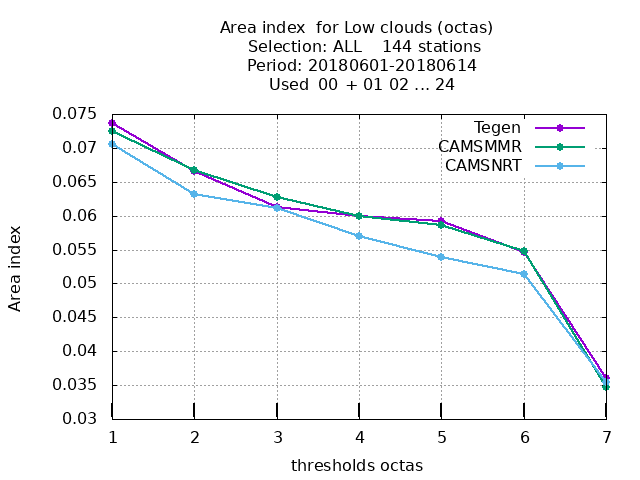 Area index  for Low clouds (octas)
Selection: ALL    144 stations
Period: 20180601-20180614
Used  00 + 01 02 ... 24
Tegen
CAMSMMR
CAMSNRT
0.075
0.07
0.065
0.06
0.055
0.05
0.045
0.04
0.035
0.03
Area index
1 2 3 4 5 6 7
thresholds octas